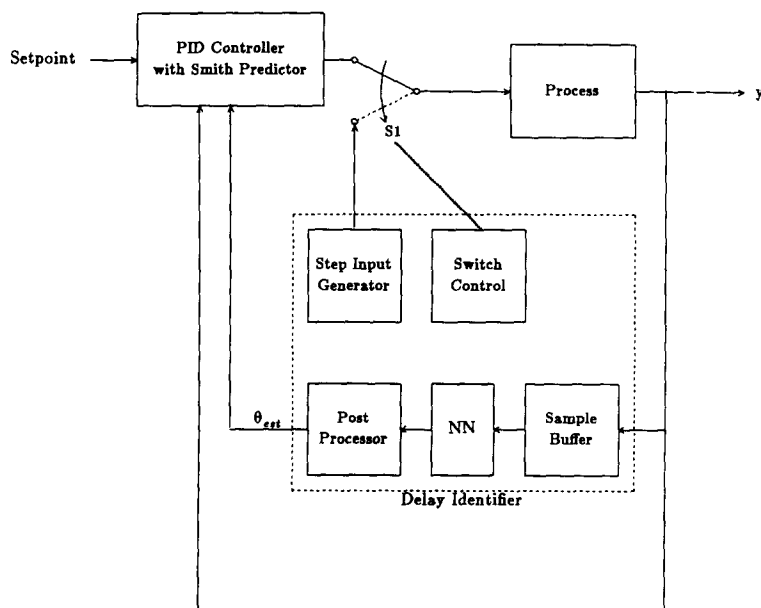 PID Controller
with Smith Predictor
Setpoint
Process
y
S1
Step Input
Generator
Switch
Control
θest
Post
Processor
NN
Sample
Buffer
Delay Identifier